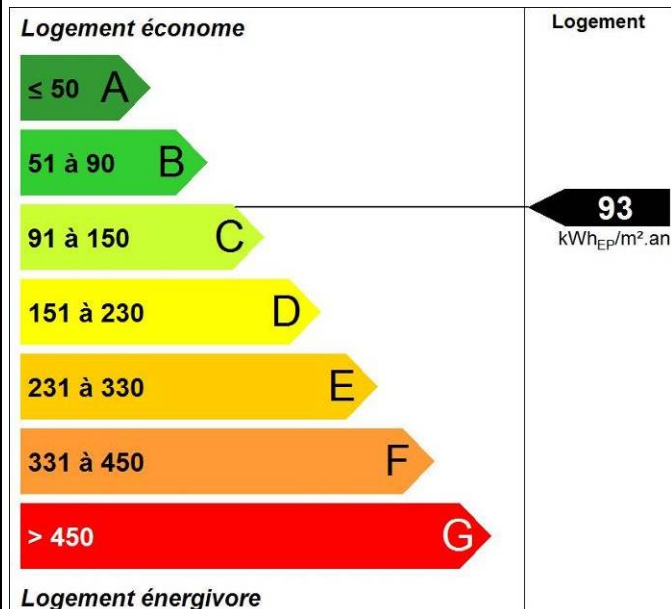 Logement économe
Logement
≤ 50 A
51 à 90 B
93
kWhEP/m².an
91 à 150 C
151 à 230 D
231 à 330 E
331 à 450 F
> 450 G
Logement énergivore